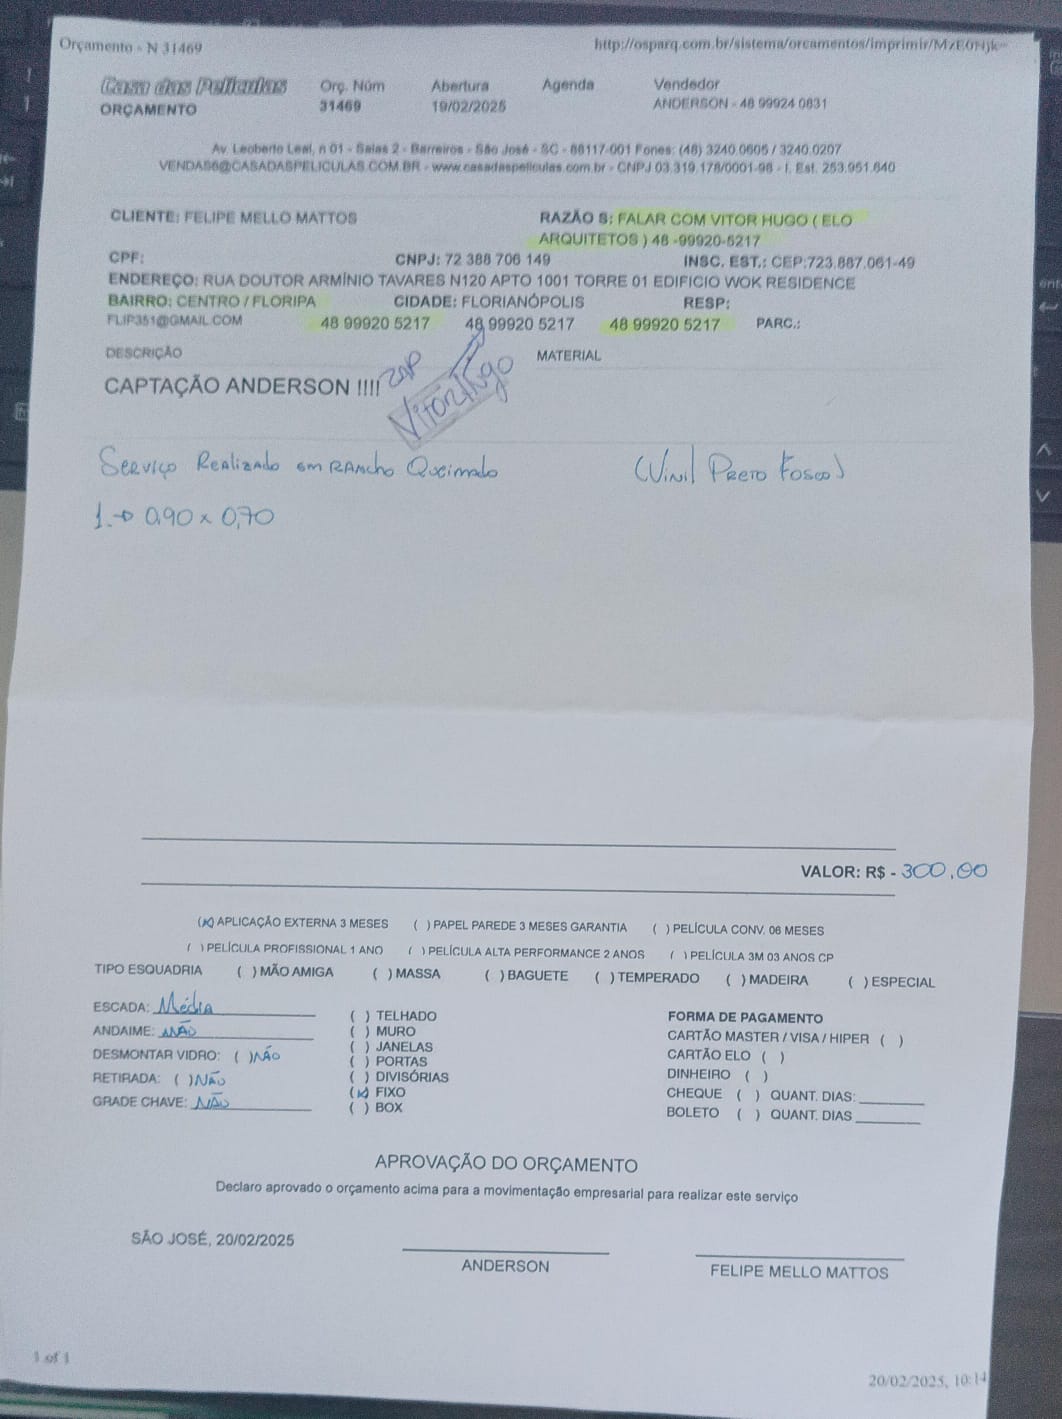 Orçamento - N 31469 http://osparq.com.br/sistema/orcamentos/imprimir/
Casa das Películas Orç. Núm Abertura Agenda Vendedor
ORÇAMENTO 31469 19/02/2025 ANDERSON - 48 99924 0831
Av. Leoberto Leal, n 01 - Salas 2 - Barreiros - São José - SC - 88117-001 Fones: (48) 3240.0605 / 3240.0207
VENDAS6@CASADASPELICULAS.COM.BR - www.casadaspeliculas.com.br - CNPJ 03.319.178/0001-96 - I. Est. 253.951.640
CLIENTE: FELIPE MELLO MATTOS RAZÃO S: FALAR COM VITOR HUGO ( ELO
ARQUITETOS ) 48 -99920-5217
CPF: CNPJ: 72 388 706 149 INSC. EST.: CEP:723.887.061-49
ENDEREÇO: RUA DOUTOR ARMÍNIO TAVARES N120 APTO 1001 TORRE 01 EDIFICIO WOK RESIDENCE
BAIRRO: CENTRO / FLORIPA CIDADE: FLORIANÓPOLIS RESP:
FLIP351@GMAIL.COM 48 99920 5217 48 99920 5217 48 99920 5217 PARC.:
DESCRIÇÃO MATERIAL
CAPTAÇÃO ANDERSON !!!! ZAP
Vitor Hugo
Serviço Realizado em Rancho Queimado (Vinil Preto Fosco)
1. → 0,90 x 0,70
VALOR: R$ - 300,00
(x) APLICAÇÃO EXTERNA 3 MESES ( ) PAPEL PAREDE 3 MESES GARANTIA ( ) PELÍCULA CONV. 06 MESES
( ) PELÍCULA PROFISSIONAL 1 ANO ( ) PELÍCULA ALTA PERFORMANCE 2 ANOS ( ) PELÍCULA 3M 03 ANOS CP
TIPO ESQUADRIA ( ) MÃO AMIGA ( ) MASSA ( ) BAGUETE ( ) TEMPERADO ( ) MADEIRA ( ) ESPECIAL
ESCADA: Média
ANDAIME: NÃO
DESMONTAR VIDRO: ( ) NÃO
RETIRADA: ( ) NÃO
GRADE CHAVE: NÃO
( ) TELHADO
( ) MURO
( ) JANELAS
( ) PORTAS
( ) DIVISÓRIAS
(x) FIXO
( ) BOX
FORMA DE PAGAMENTO
CARTÃO MASTER / VISA / HIPER ( )
CARTÃO ELO ( )
DINHEIRO ( )
CHEQUE ( ) QUANT. DIAS:
BOLETO ( ) QUANT. DIAS
APROVAÇÃO DO ORÇAMENTO
Declaro aprovado o orçamento acima para a movimentação empresarial para realizar este serviço
SÃO JOSÉ, 20/02/2025
ANDERSON FELIPE MELLO MATTOS
1 of 1
20/02/2025, 10:14